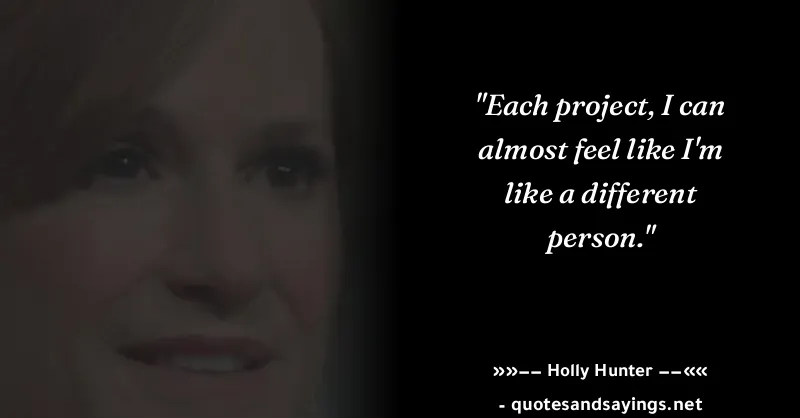 "Each project, I can
almost feel like I'm
like a different
person."
»»–– Holly Hunter ––««
- quotesandsayings.net